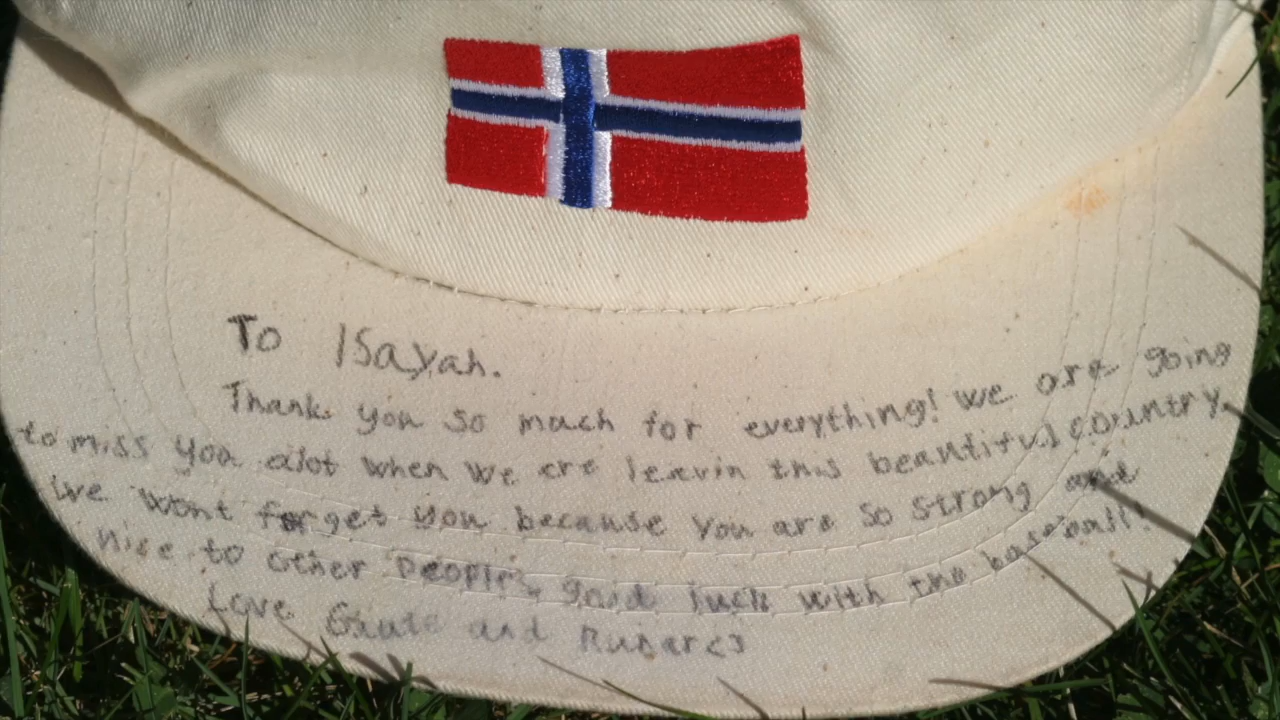 To Isayah.
Thank you so much for everything! We are going
to miss you alot when we are leavin this beautiful country.
We wont forget you because you are so strong and
nice to other people, good luck with the baseball!
Love and